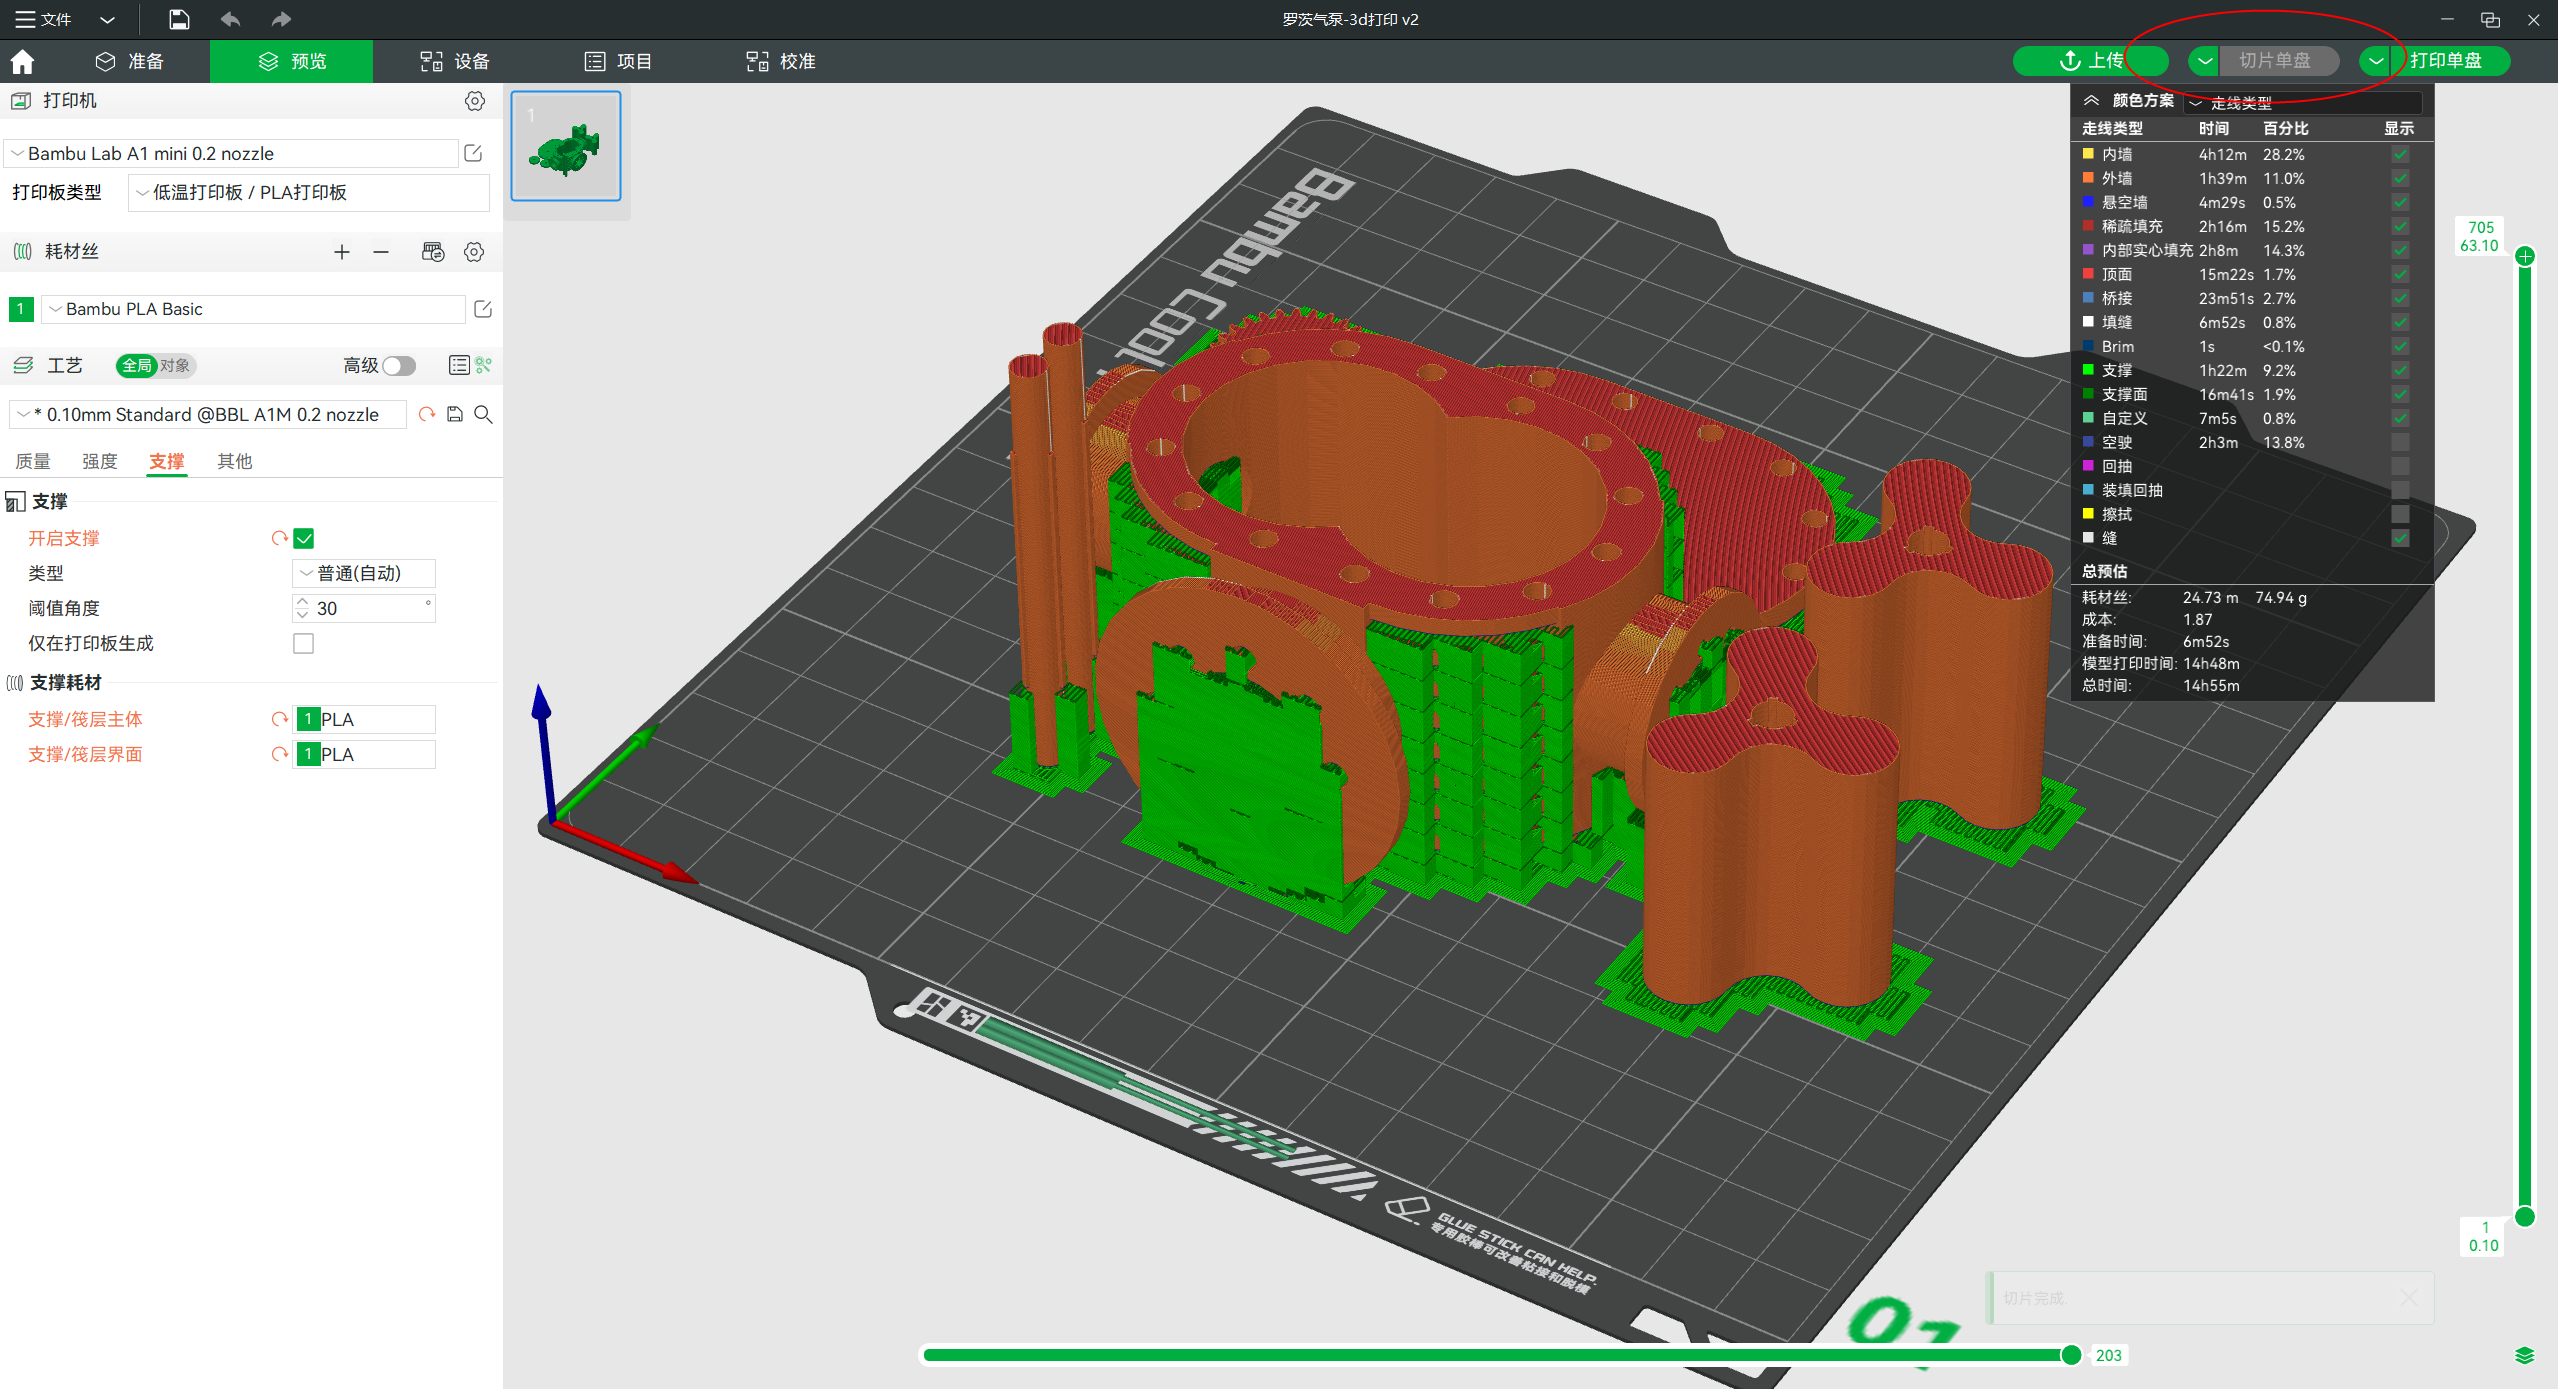 文件
罗茨气泵-3d打印 v2
准备
预览
设备
项目
校准
上传
切片单盘
打印单盘
打印机
Bambu Lab A1 mini 0.2 nozzle
打印板类型
低温打印板 / PLA打印板
耗材丝
1 Bambu PLA Basic
工艺
全局 对象
高级
* 0.10mm Standard @BBL A1M 0.2 nozzle
质量 强度 支撑 其他
支撑
开启支撑
类型 普通(自动)
阈值角度 30 °
仅在打印板生成
支撑耗材
支撑/筏层主体 1 PLA
支撑/筏层界面 1 PLA
1
Bambu Cool
GLUE STICK CAN HELP.
专用胶棒可改善粘接和脱模
01
颜色方案 走线类型
走线类型 时间 百分比 显示
内墙 4h12m 28.2%
外墙 1h39m 11.0%
悬空墙 4m29s 0.5%
稀疏填充 2h16m 15.2%
内部实心填充 2h8m 14.3%
顶面 15m22s 1.7%
桥接 23m51s 2.7%
填缝 6m52s 0.8%
Brim 1s <0.1%
支撑 1h22m 9.2%
支撑面 16m41s 1.9%
自定义 7m5s 0.8%
空驶 2h3m 13.8%
回抽
装填回抽
擦拭
缝
总预估
耗材丝: 24.73 m 74.94 g
成本: 1.87
准备时间: 6m52s
模型打印时间: 14h48m
总时间: 14h55m
705
63.10
1
0.10
切片完成.
203